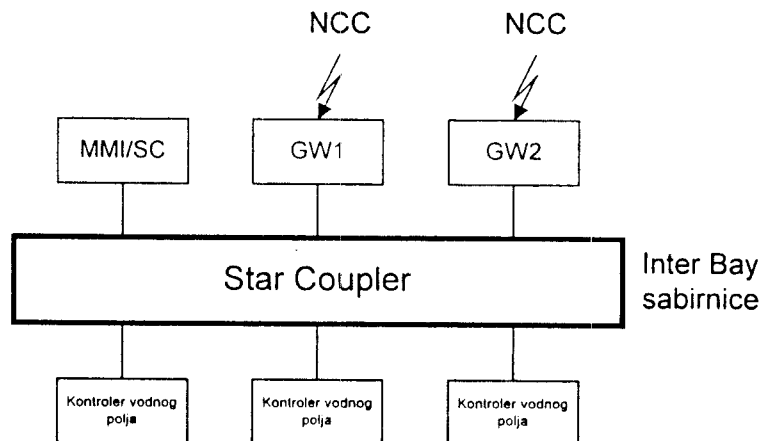 NCC
NCC
MMI/SC
GW1
GW2
Star Coupler
Inter Bay
sabirnice
Kontroler vodnog
polja
Kontroler vodnog
polja
Kontroler vodnog
polja